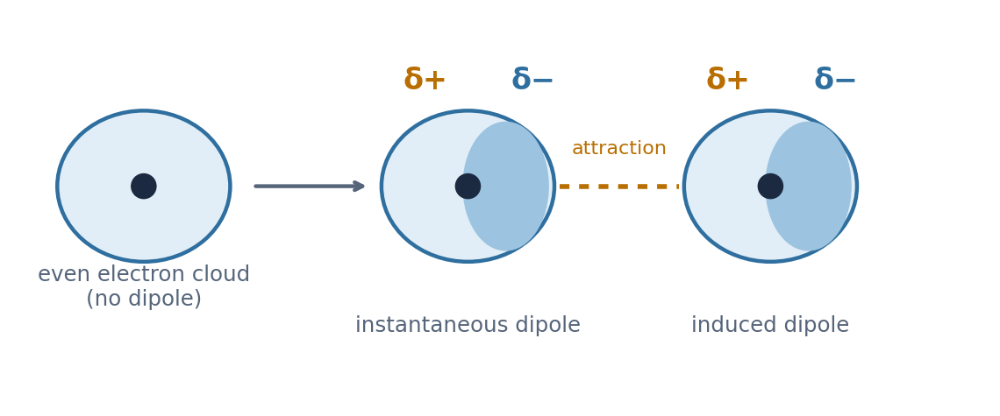 δ+ δ− δ+ δ−
attraction
even electron cloud
(no dipole)
instantaneous dipole
induced dipole